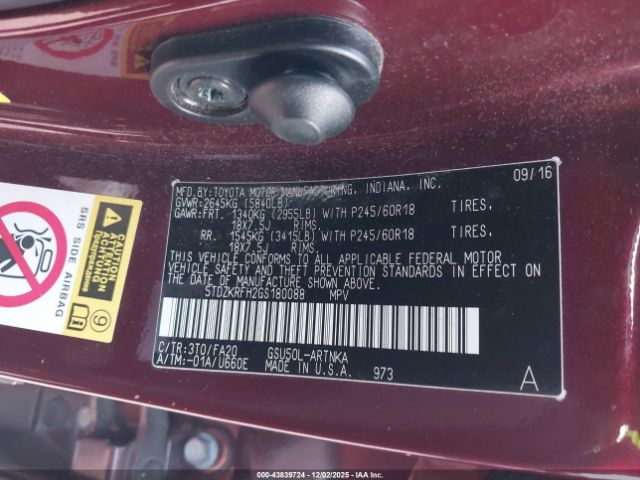 MFD.BY:TOYOTA MOTOR MANUFACTURING, INDIANA, INC. 09/16
GVWR:2645KG (5840LB)
GAWR:FRT. 1340KG (2955LB) WITH P245/60R18 TIRES,
18X7.5J RIMS
RR. 1545KG (3415LB) WITH P245/60R18 TIRES,
18X7.5J RIMS
THIS VEHICLE CONFORMS TO ALL APPLICABLE FEDERAL MOTOR
VEHICLE SAFETY AND THEFT PREVENTION STANDARDS IN EFFECT ON
THE DATE OF MANUFACTURE SHOWN ABOVE.
5TDZKRFH2GS180088 MPV
C/TR:3T0/FA20 GSU50L-ARTNKA
A/TM:-01A/U660E MADE IN U.S.A. 973 A
CAUTION
ACHTUNG
SRS SIDE AIRBAG
9
000-43839724 - 12/02/2025 - IAA Inc.